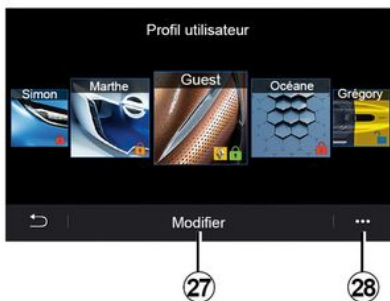 Profil utilisateur
Simon
Marthe
Guest
Océane
Grégory
Modifier
27
28